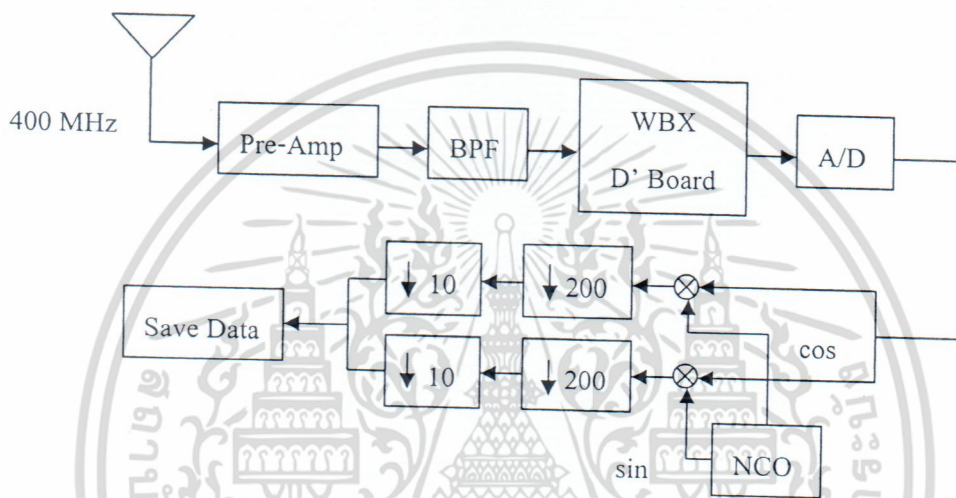 400 MHz
Pre-Amp
BPF
WBX
D' Board
A/D
↓ 10
↓ 200
Save Data
cos
↓ 10
↓ 200
sin
NCO